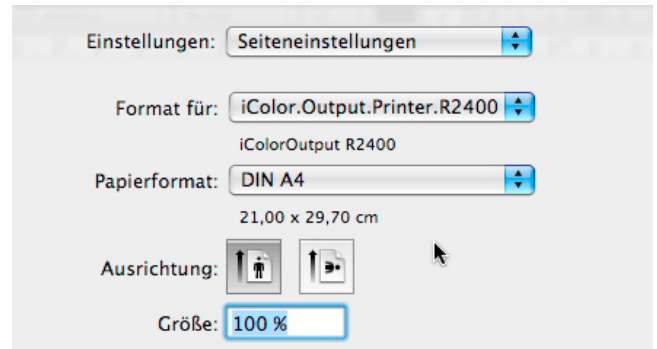 Einstellungen: Seiteneinstellungen
Format für: iColor.Output.Printer.R2400
iColorOutput R2400
Papierformat: DIN A4
21,00 x 29,70 cm
Ausrichtung:
Größe: 100 %